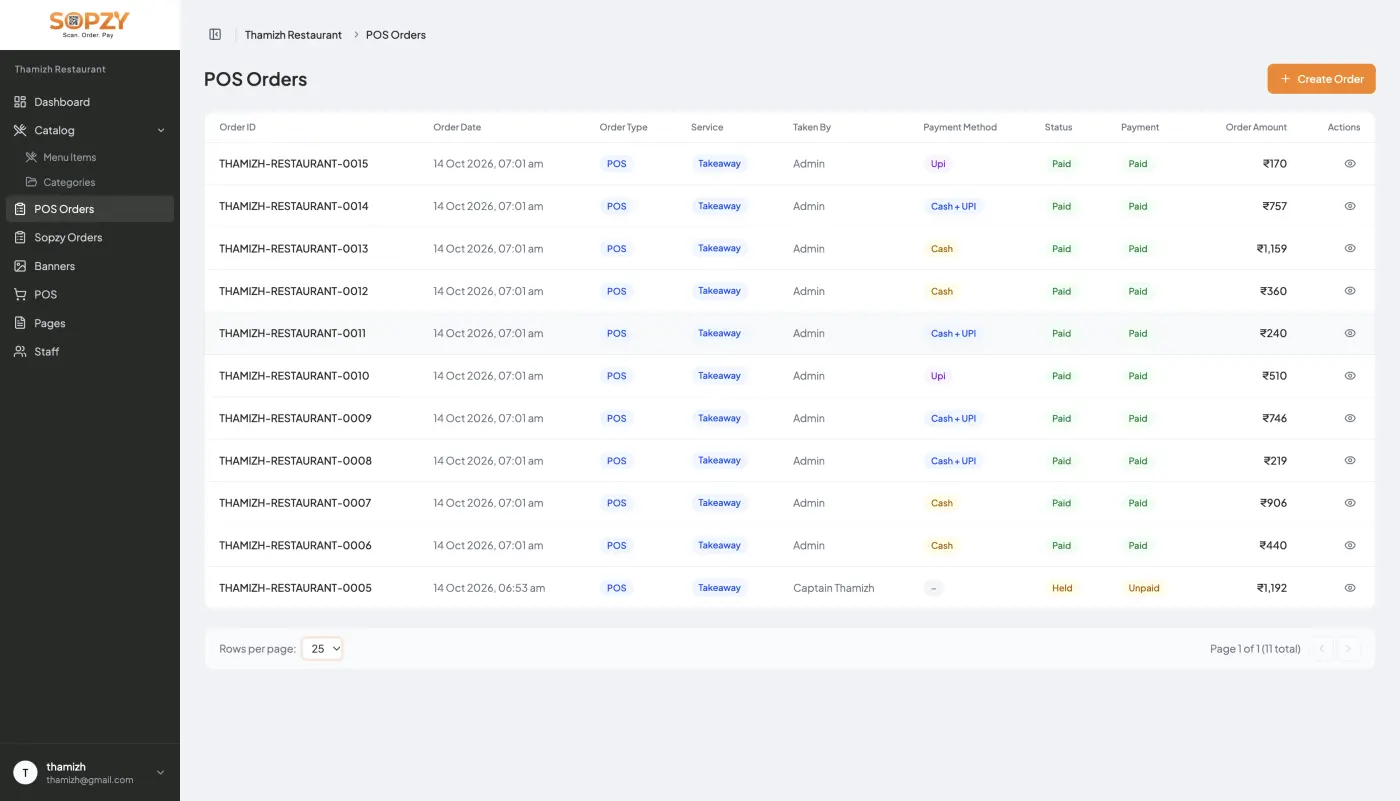 SOPZY
Scan. Order. Pay
Thamizh Restaurant
Dashboard
Catalog
Menu Items
Categories
POS Orders
Sopzy Orders
Banners
POS
Pages
Staff
T
thamizh
thamizh@gmail.com
Thamizh Restaurant > POS Orders
POS Orders
+ Create Order
Order ID Order Date Order Type Service Taken By Payment Method Status Payment Order Amount Actions
THAMIZH-RESTAURANT-0015 14 Oct 2026, 07:01 am POS Takeaway Admin Upi Paid Paid ₹170
THAMIZH-RESTAURANT-0014 14 Oct 2026, 07:01 am POS Takeaway Admin Cash + UPI Paid Paid ₹757
THAMIZH-RESTAURANT-0013 14 Oct 2026, 07:01 am POS Takeaway Admin Cash Paid Paid ₹1,159
THAMIZH-RESTAURANT-0012 14 Oct 2026, 07:01 am POS Takeaway Admin Cash Paid Paid ₹360
THAMIZH-RESTAURANT-0011 14 Oct 2026, 07:01 am POS Takeaway Admin Cash + UPI Paid Paid ₹240
THAMIZH-RESTAURANT-0010 14 Oct 2026, 07:01 am POS Takeaway Admin Upi Paid Paid ₹510
THAMIZH-RESTAURANT-0009 14 Oct 2026, 07:01 am POS Takeaway Admin Cash + UPI Paid Paid ₹746
THAMIZH-RESTAURANT-0008 14 Oct 2026, 07:01 am POS Takeaway Admin Cash + UPI Paid Paid ₹219
THAMIZH-RESTAURANT-0007 14 Oct 2026, 07:01 am POS Takeaway Admin Cash Paid Paid ₹906
THAMIZH-RESTAURANT-0006 14 Oct 2026, 07:01 am POS Takeaway Admin Cash Paid Paid ₹440
THAMIZH-RESTAURANT-0005 14 Oct 2026, 06:53 am POS Takeaway Captain Thamizh – Held Unpaid ₹1,192
Rows per page: 25 Page 1 of 1 (11 total)